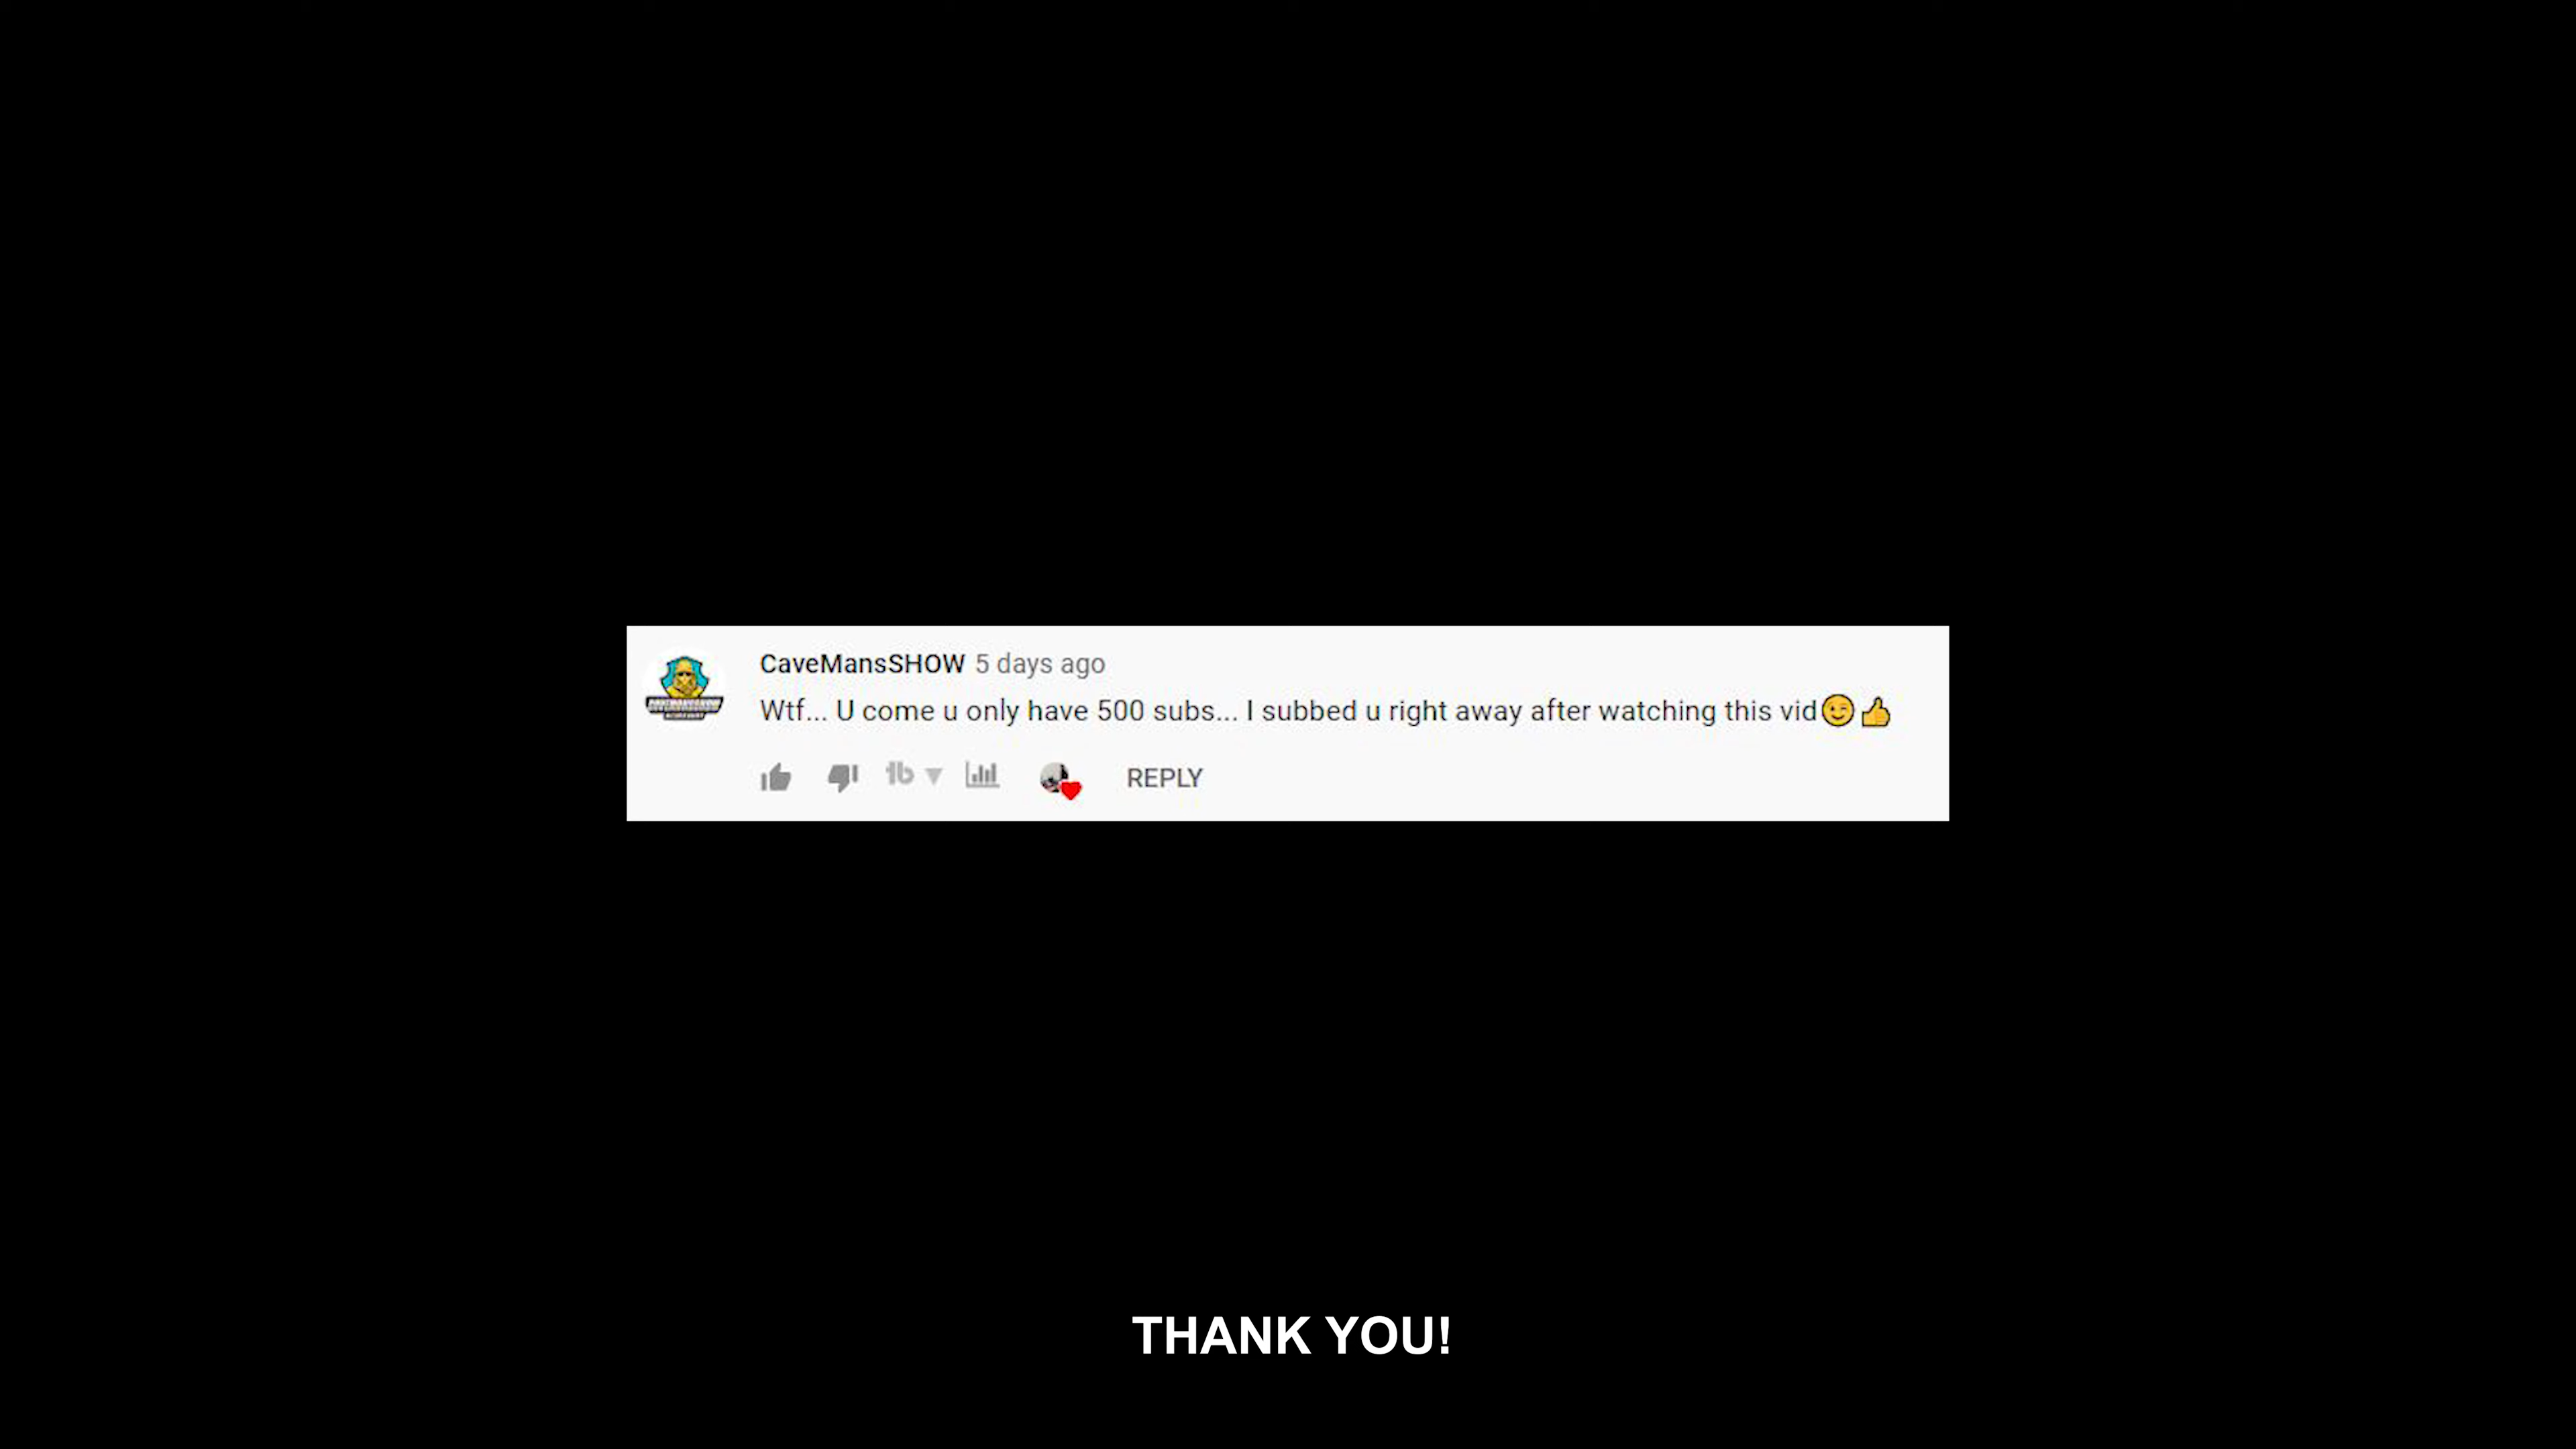 CaveMansSHOW 5 days ago
Wtf... U come u only have 500 subs... I subbed u right away after watching this vid😉👍
REPLY
THANK YOU!